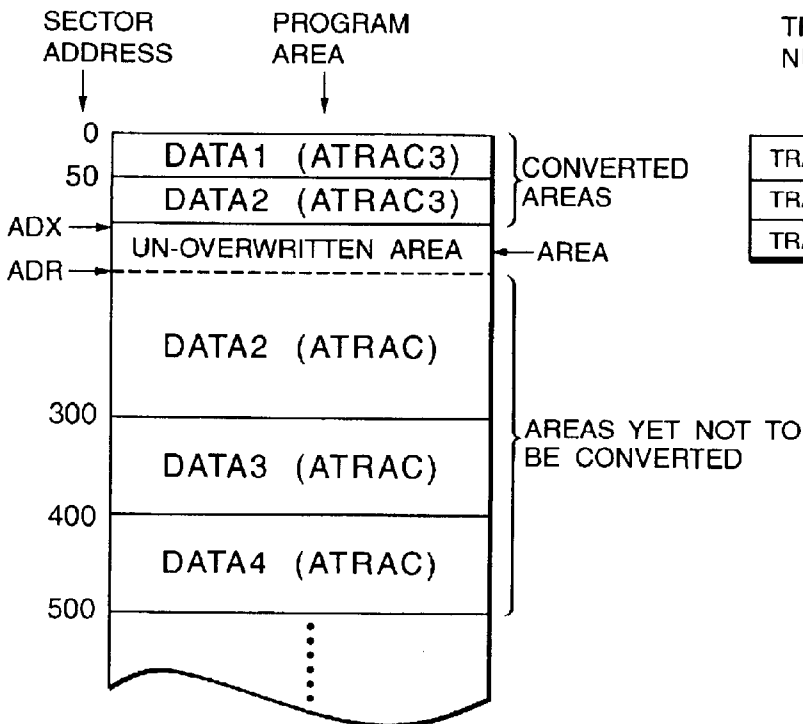 SECTOR ADDRESS
PROGRAM AREA
0
DATA1 (ATRAC3)
50
DATA2 (ATRAC3)
CONVERTED AREAS
ADX
UN-OVERWRITTEN AREA
AREA
ADR
DATA2 (ATRAC)
300
AREAS YET NOT TO BE CONVERTED
DATA3 (ATRAC)
400
DATA4 (ATRAC)
500